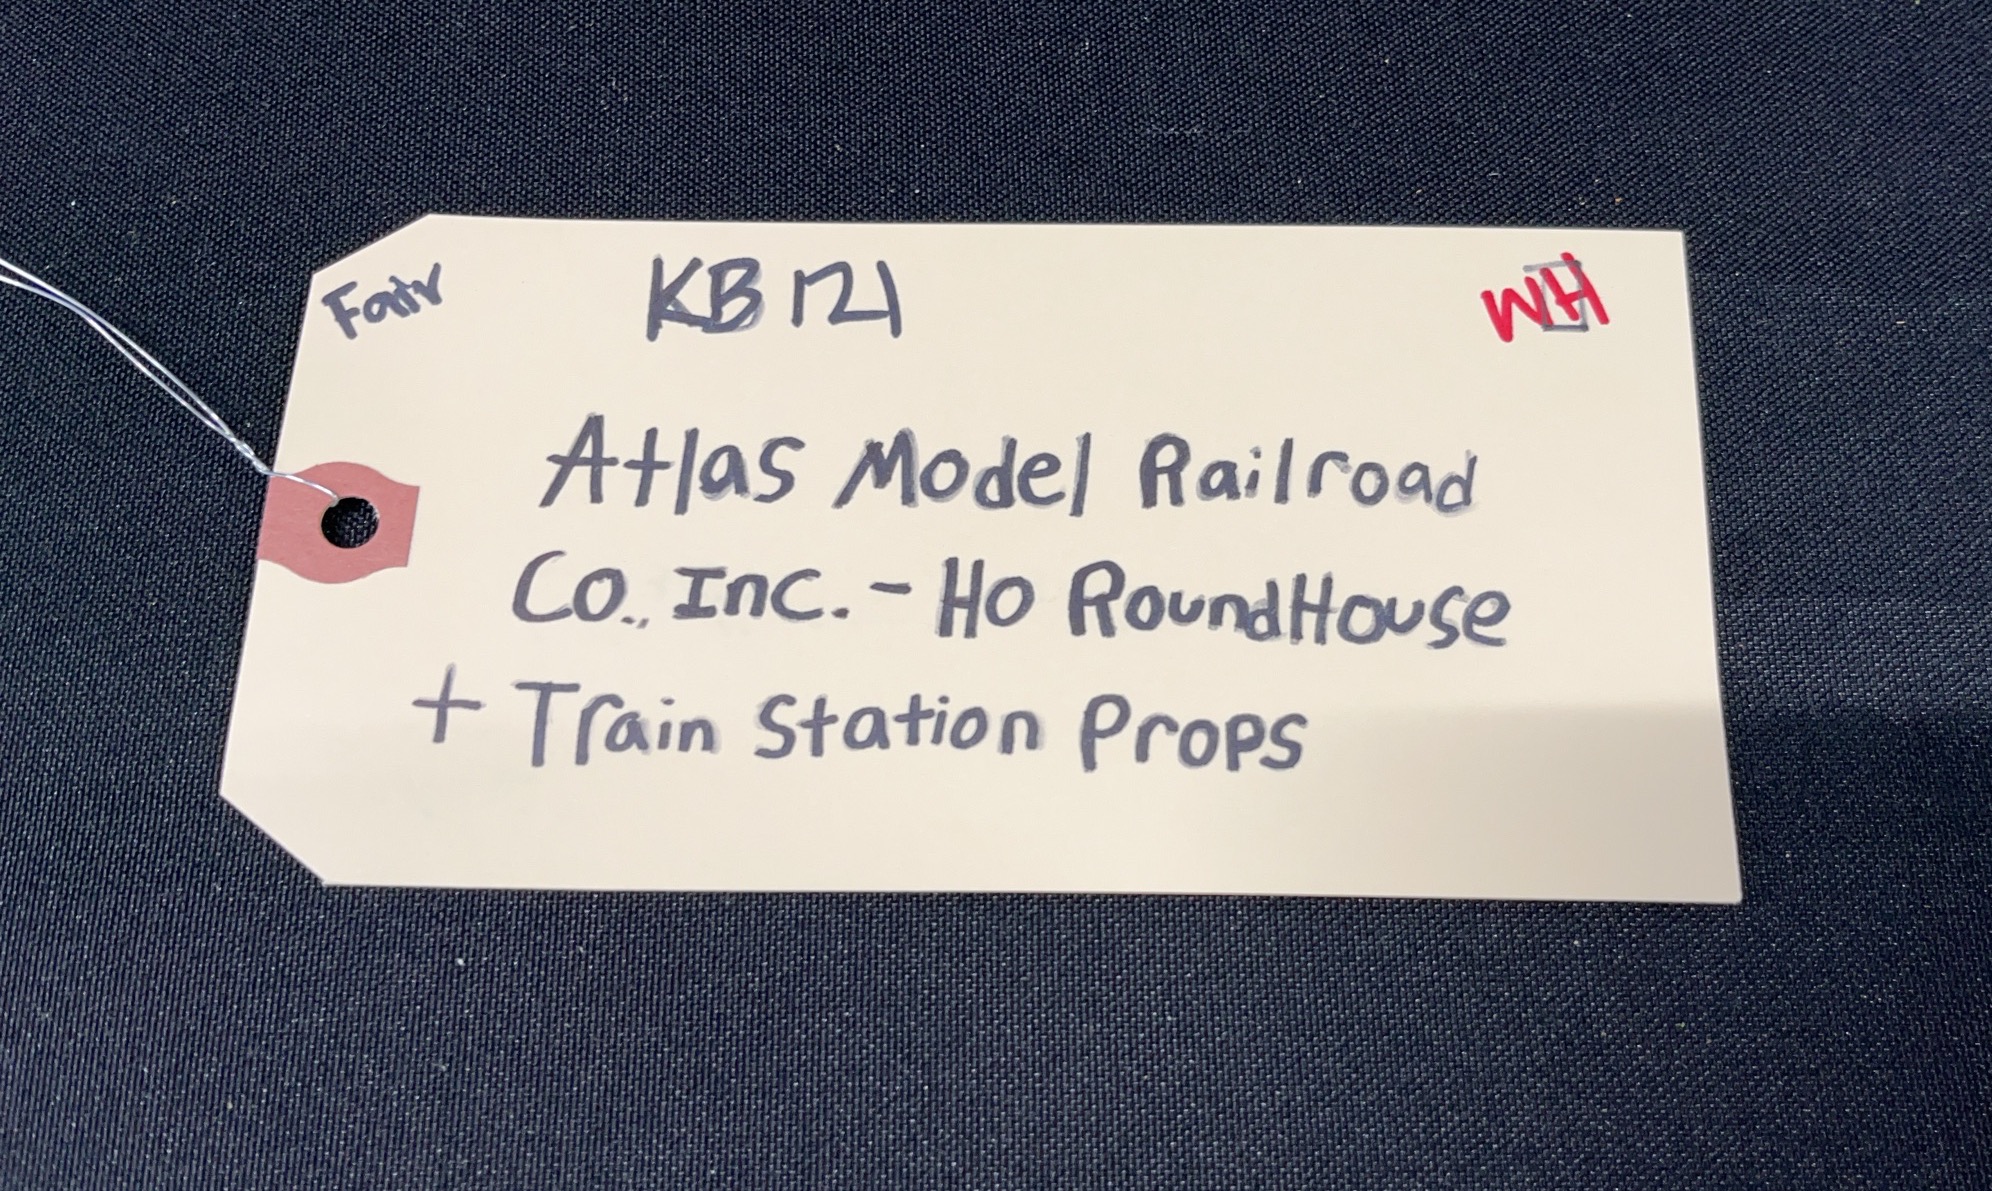 Fair KB121 WH
Atlas Model Railroad
Co., Inc. - HO RoundHouse
+ Train Station Props